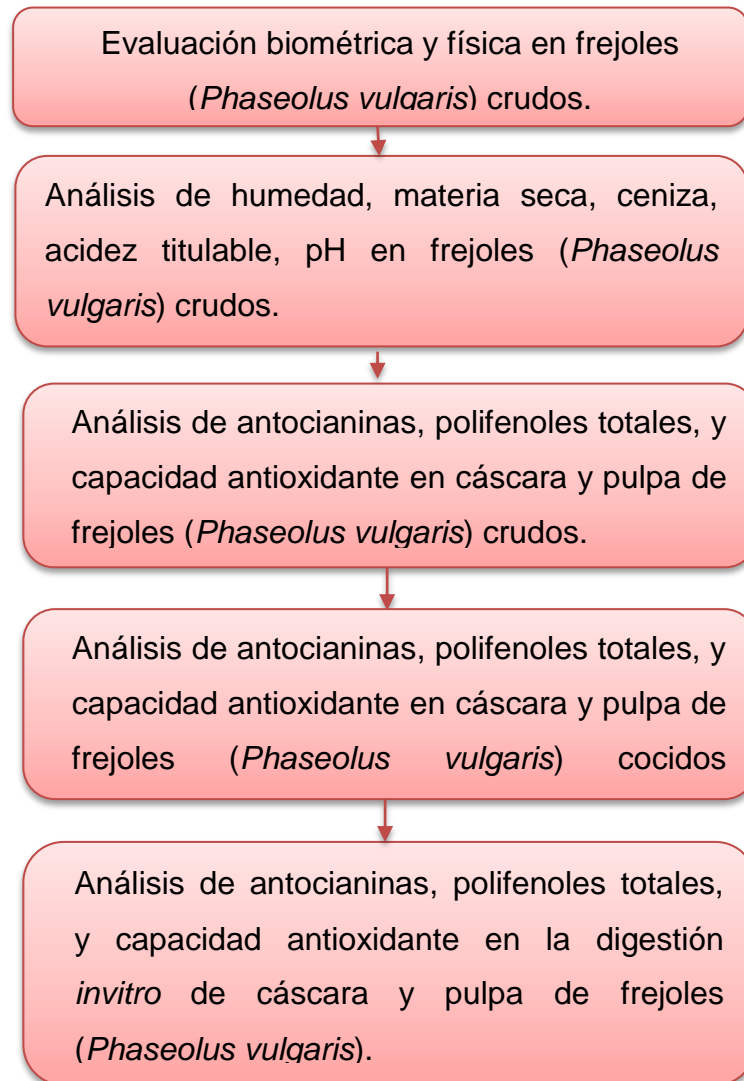 Evaluación biométrica y física en frejoles
(Phaseolus vulgaris) crudos.
Análisis de humedad, materia seca, ceniza,
acidez titulable, pH en frejoles (Phaseolus
vulgaris) crudos.
Análisis de antocianinas, polifenoles totales, y
capacidad antioxidante en cáscara y pulpa de
frejoles (Phaseolus vulgaris) crudos.
Análisis de antocianinas, polifenoles totales, y
capacidad antioxidante en cáscara y pulpa de
frejoles (Phaseolus vulgaris) cocidos
Análisis de antocianinas, polifenoles totales,
y capacidad antioxidante en la digestión
invitro de cáscara y pulpa de frejoles
(Phaseolus vulgaris).